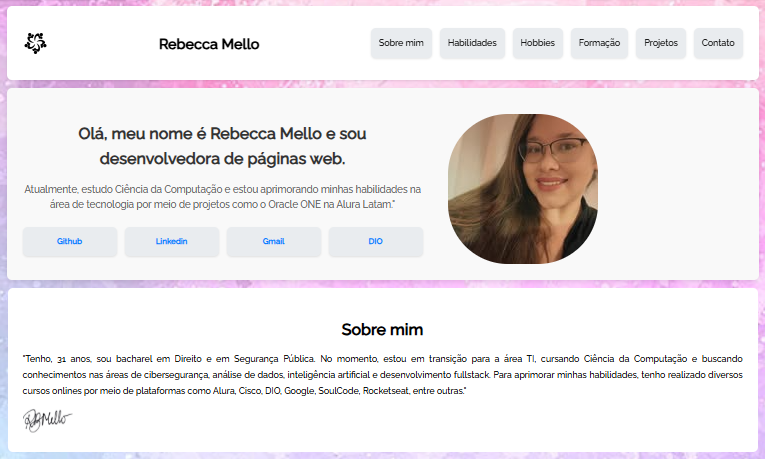 Rebecca Mello
Sobre mim
Habilidades
Hobbies
Formação
Projetos
Contato
Olá, meu nome é Rebecca Mello e sou
desenvolvedora de páginas web.
Atualmente, estudo Ciência da Computação e estou aprimorando minhas habilidades na
área de tecnologia por meio de projetos como o Oracle ONE na Alura Latam."
Github
Linkedin
Gmail
DIO
Sobre mim
"Tenho, 31 anos, sou bacharel em Direito e em Segurança Pública. No momento, estou em transição para a área TI, cursando Ciência da Computação e buscando
conhecimentos nas áreas de cibersegurança, análise de dados, inteligência artificial e desenvolvimento fullstack. Para aprimorar minhas habilidades, tenho realizado diversos
cursos onlines por meio de plataformas como Alura, Cisco, DIO, Google, SoulCode, Rocketseat, entre outras."
Mello